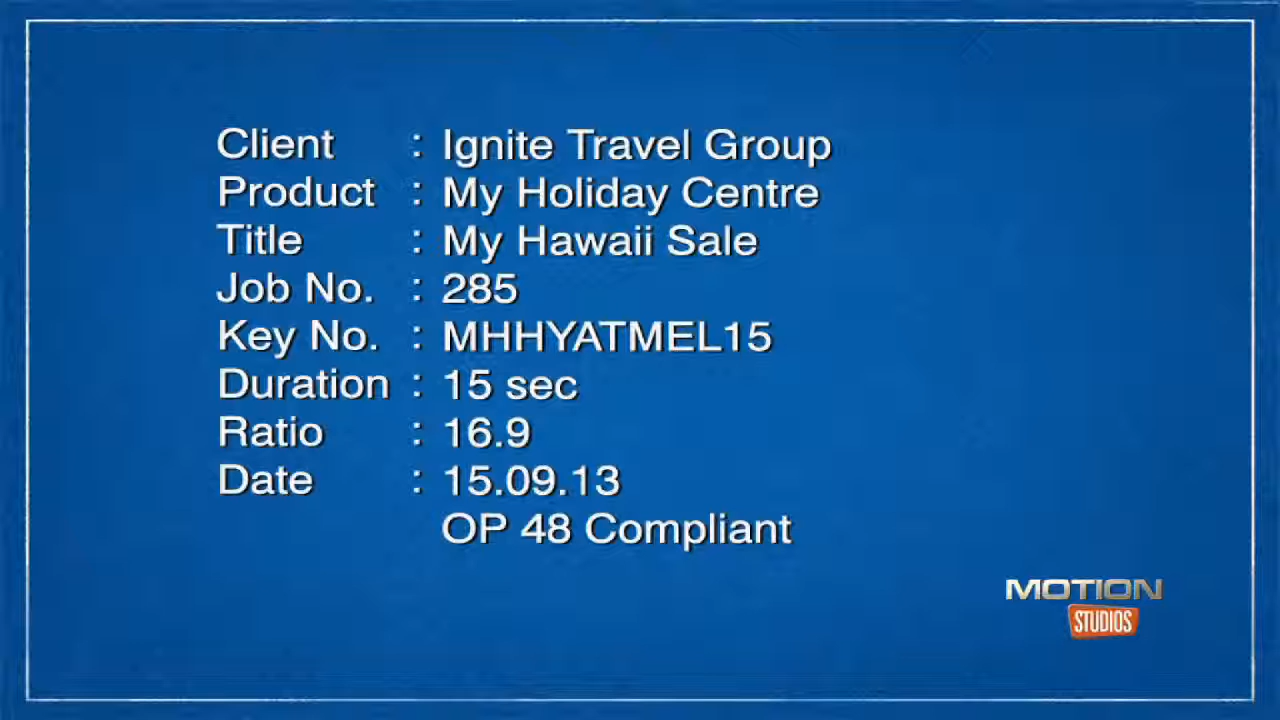 Client : Ignite Travel Group
Product : My Holiday Centre
Title : My Hawaii Sale
Job No. : 285
Key No. : MHHYATMEL15
Duration : 15 sec
Ratio : 16.9
Date : 15.09.13
OP 48 Compliant
MOTION
STUDIOS